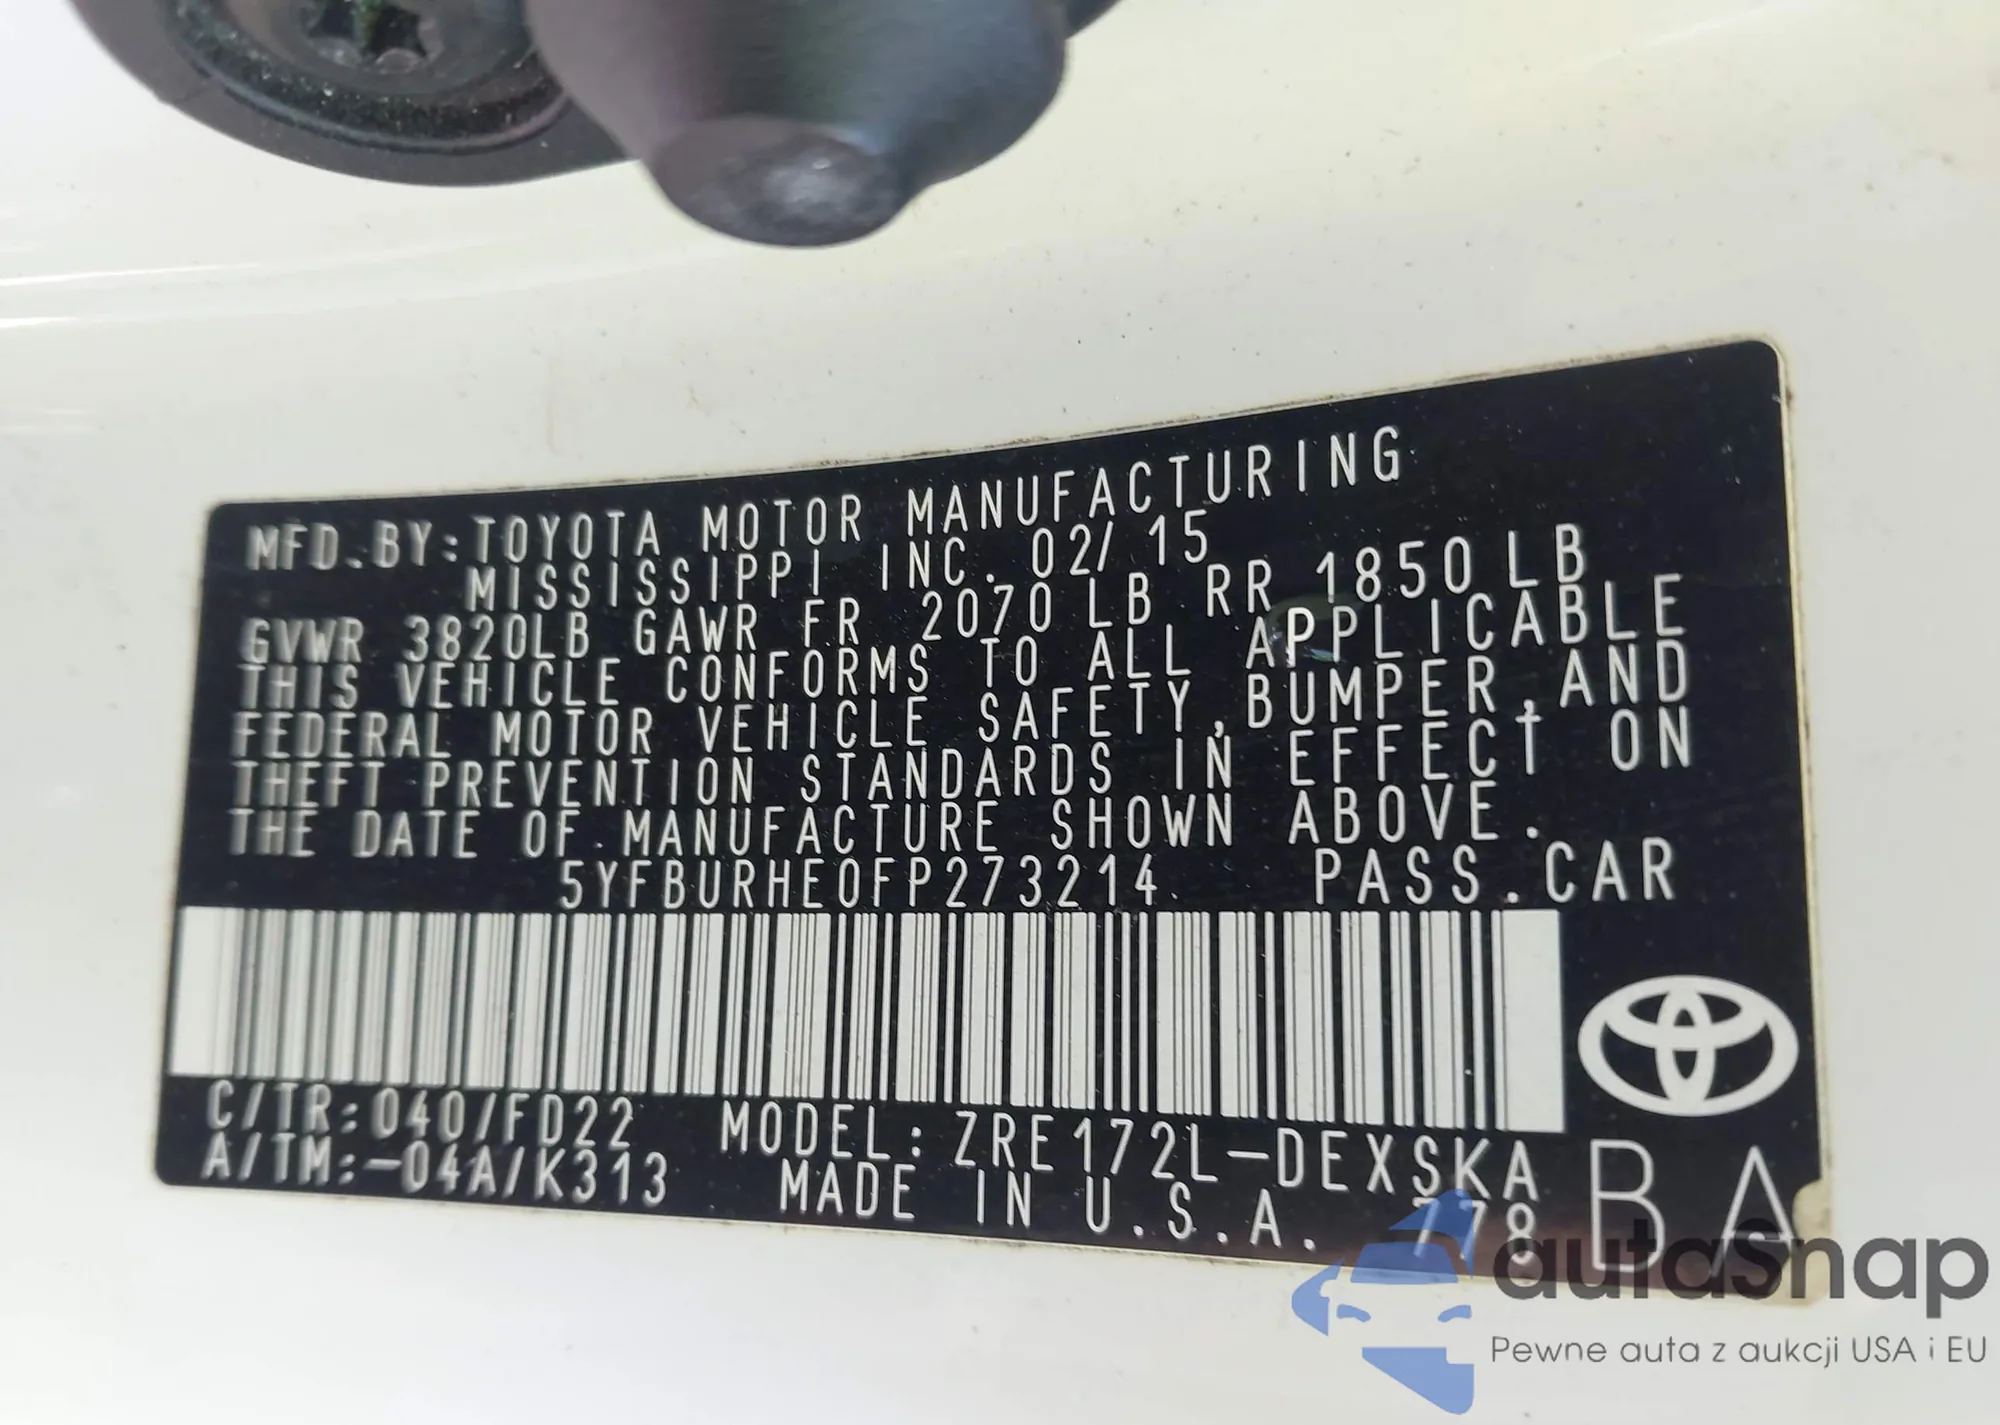 MFD.BY:TOYOTA MOTOR MANUFACTURING
MISSISSIPPI INC. 02/15
GVWR 3820LB GAWR FR 2070LB RR 1850LB
THIS VEHICLE CONFORMS TO ALL APPLICABLE
FEDERAL MOTOR VEHICLE SAFETY,BUMPER,AND
THEFT PREVENTION STANDARDS IN EFFECT ON
THE DATE OF MANUFACTURE SHOWN ABOVE.
5YFBURHE0FP273214 PASS.CAR
C/TR:040/FD22 MODEL:ZRE172L-DEXSKA
A/TM:-04A/K313 MADE IN U.S.A. 778
BA
autaSnap
Pewne auta z aukcji USA i EU